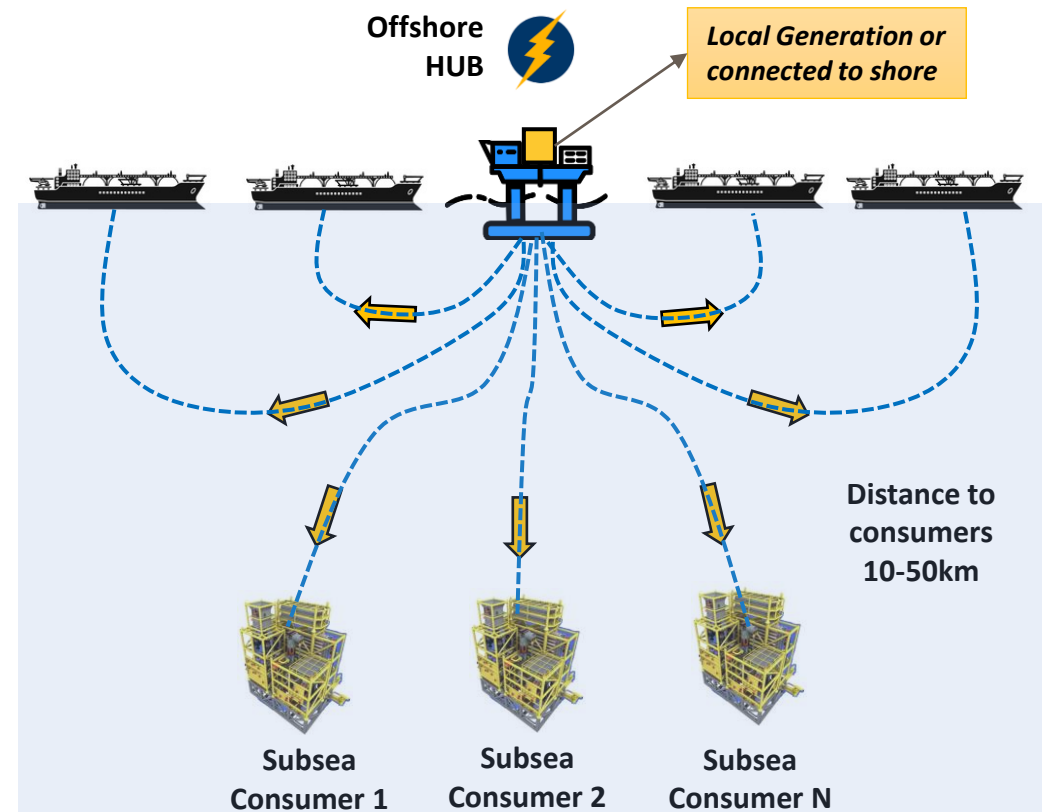 Offshore
HUB
Local Generation or
connected to shore
Distance to
consumers
10-50km
Subsea
Consumer 1
Subsea
Consumer 2
Subsea
Consumer N